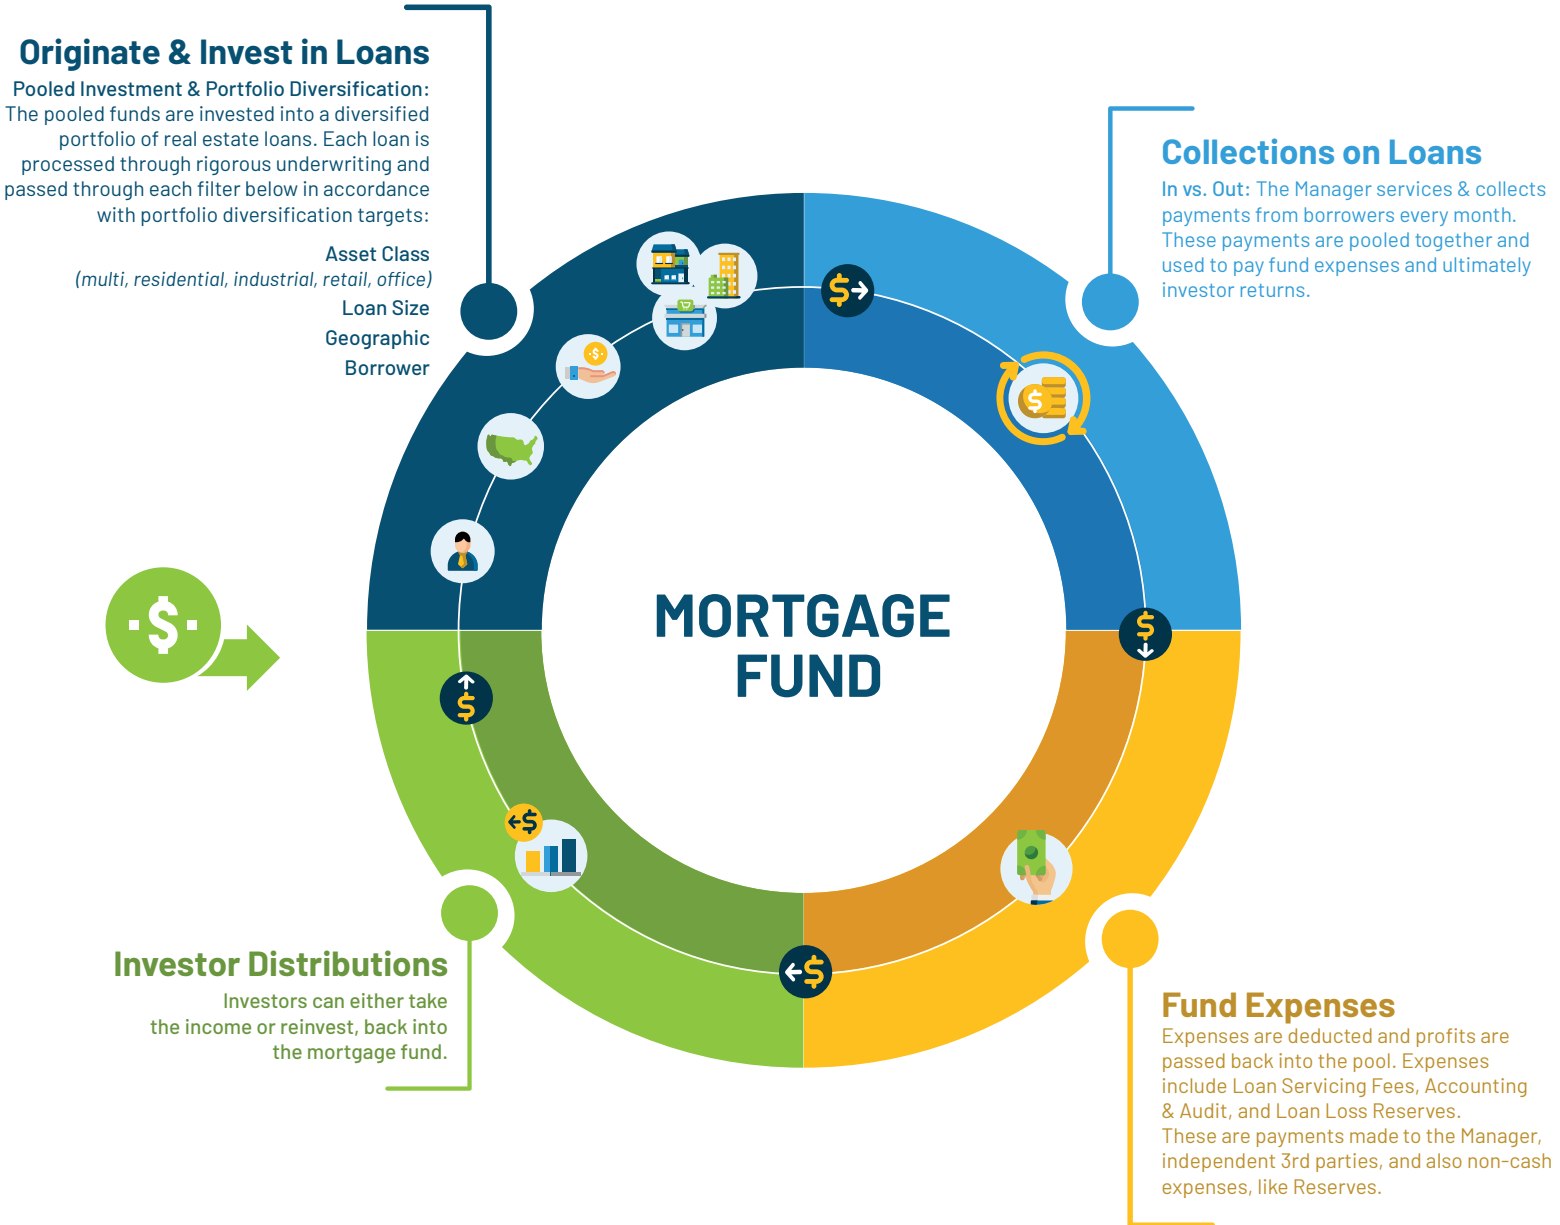 Originate & Invest in Loans
Pooled Investment & Portfolio Diversification:
The pooled funds are invested into a diversified
portfolio of real estate loans. Each loan is
processed through rigorous underwriting and
passed through each filter below in accordance
with portfolio diversification targets:
Asset Class
(multi, residential, industrial, retail, office)
Loan Size
Geographic
Borrower
Collections on Loans
In vs. Out: The Manager services & collects
payments from borrowers every month.
These payments are pooled together and
used to pay fund expenses and ultimately
investor returns.
MORTGAGE
FUND
Investor Distributions
Investors can either take
the income or reinvest, back into
the mortgage fund.
Fund Expenses
Expenses are deducted and profits are
passed back into the pool. Expenses
include Loan Servicing Fees, Accounting
& Audit, and Loan Loss Reserves.
These are payments made to the Manager,
independent 3rd parties, and also non-cash
expenses, like Reserves.